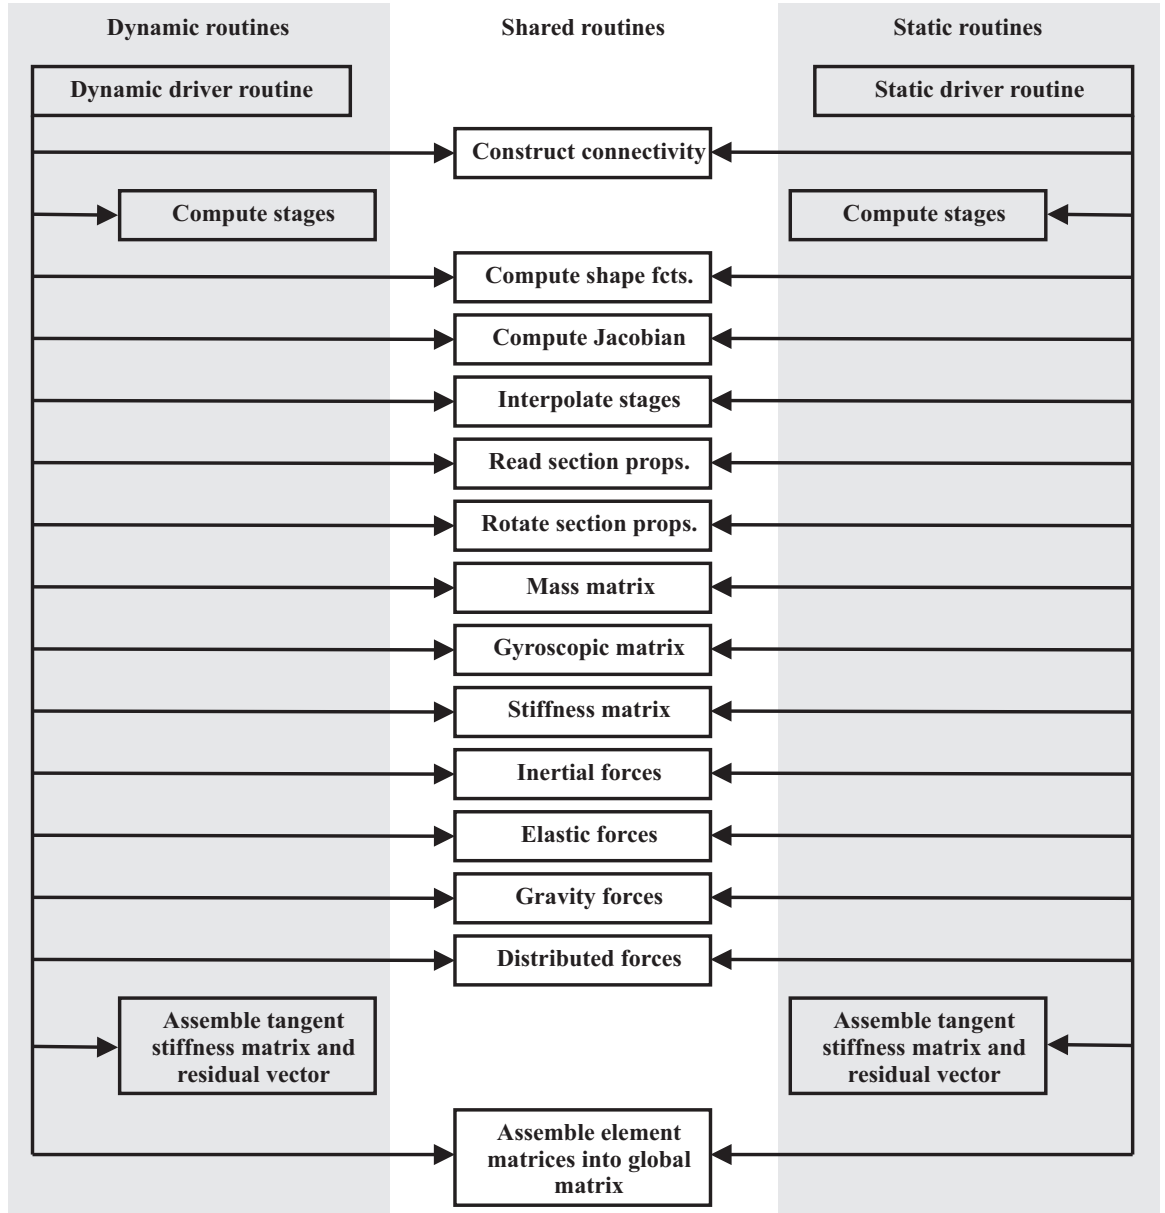 Dynamic routines
Shared routines
Static routines
Dynamic driver routine
Static driver routine
Construct connectivity
Compute stages
Compute stages
Compute shape fcts.
Compute Jacobian
Interpolate stages
Read section props.
Rotate section props.
Mass matrix
Gyroscopic matrix
Stiffness matrix
Inertial forces
Elastic forces
Gravity forces
Distributed forces
Assemble tangent
stiffness matrix and
residual vector
Assemble tangent
stiffness matrix and
residual vector
Assemble element
matrices into global
matrix